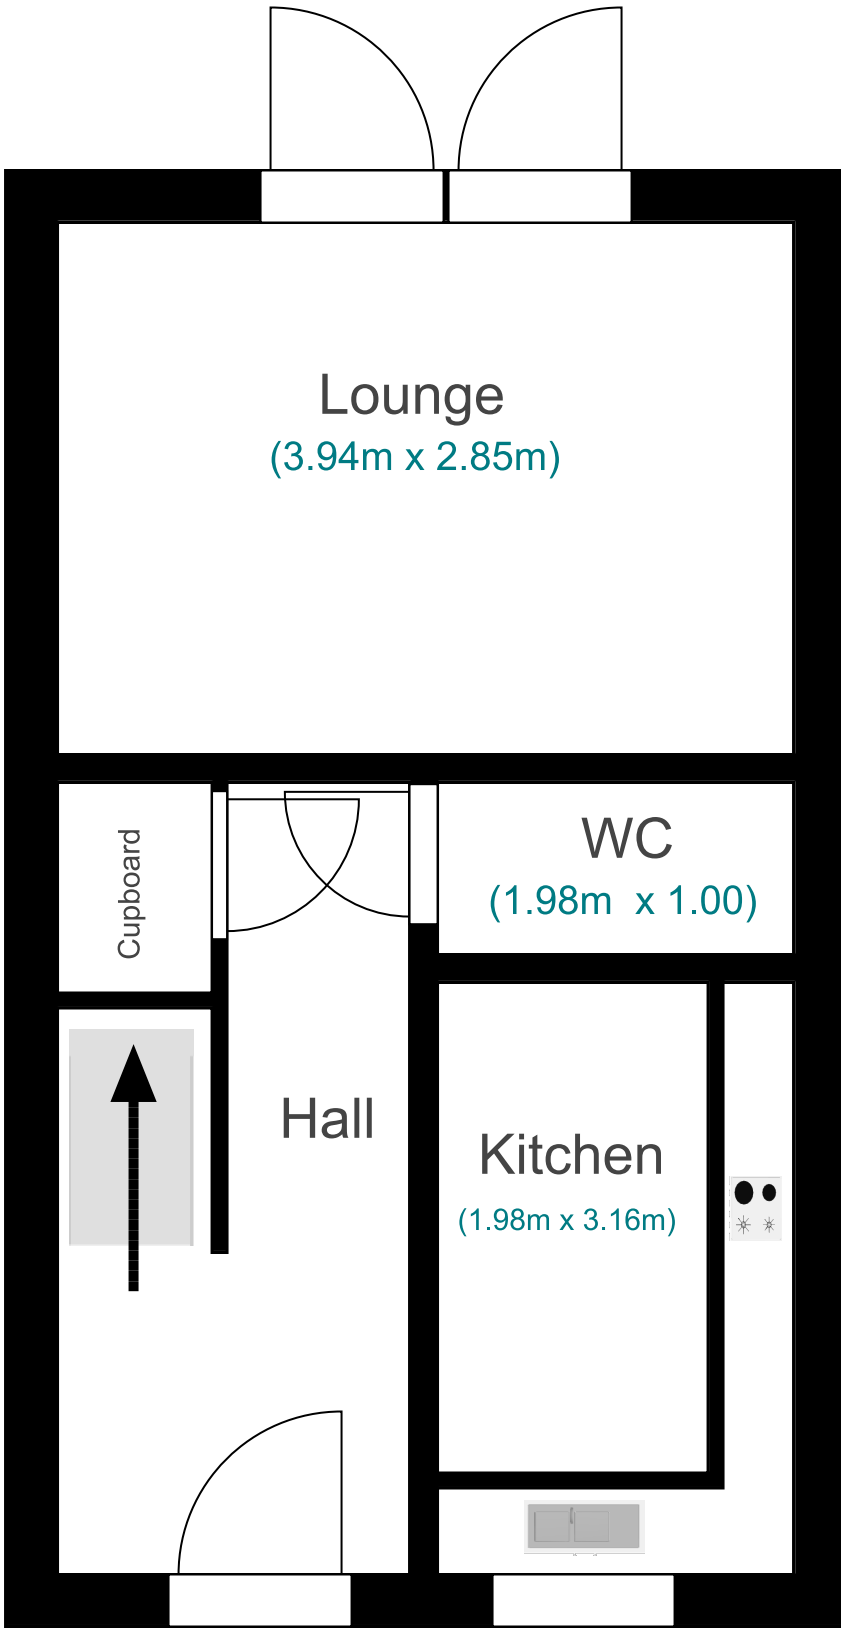 Lounge
(3.94m x 2.85m)
Cupboard
WC
(1.98m  x 1.00)
Hall
Kitchen
(1.98m x 3.16m)